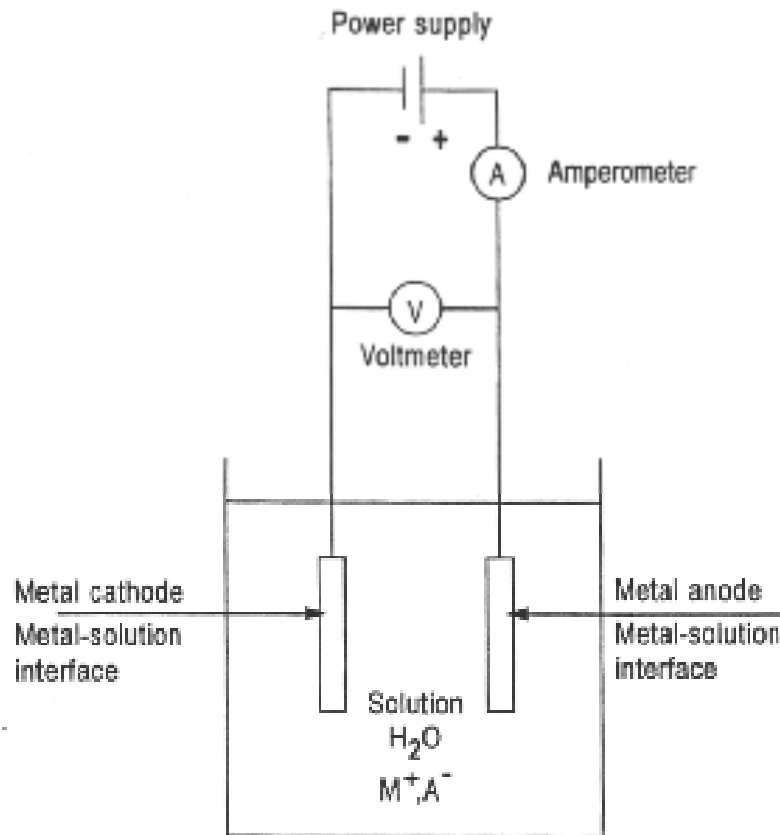 Power supply
- +
A
Amperometer
V
Voltmeter
Metal cathode
Metal-solution
interface
Metal anode
Metal-solution
interface
Solution
H₂O
M⁺,A⁻